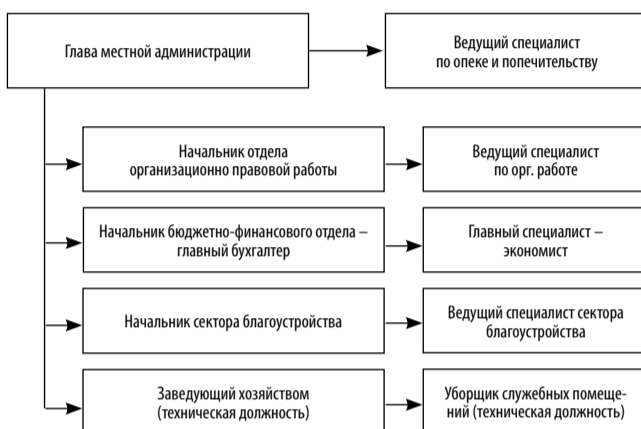 Глава местной администрации
Ведущий специалист
по опеке и попечительству
Начальник отдела
организационно правовой работы
Ведущий специалист
по орг. работе
Начальник бюджетно-финансового отдела –
главный бухгалтер
Главный специалист –
экономист
Начальник сектора благоустройства
Ведущий специалист сектора
благоустройства
Заведующий хозяйством
(техническая должность)
Уборщик служебных помеще-
ний (техническая должность)